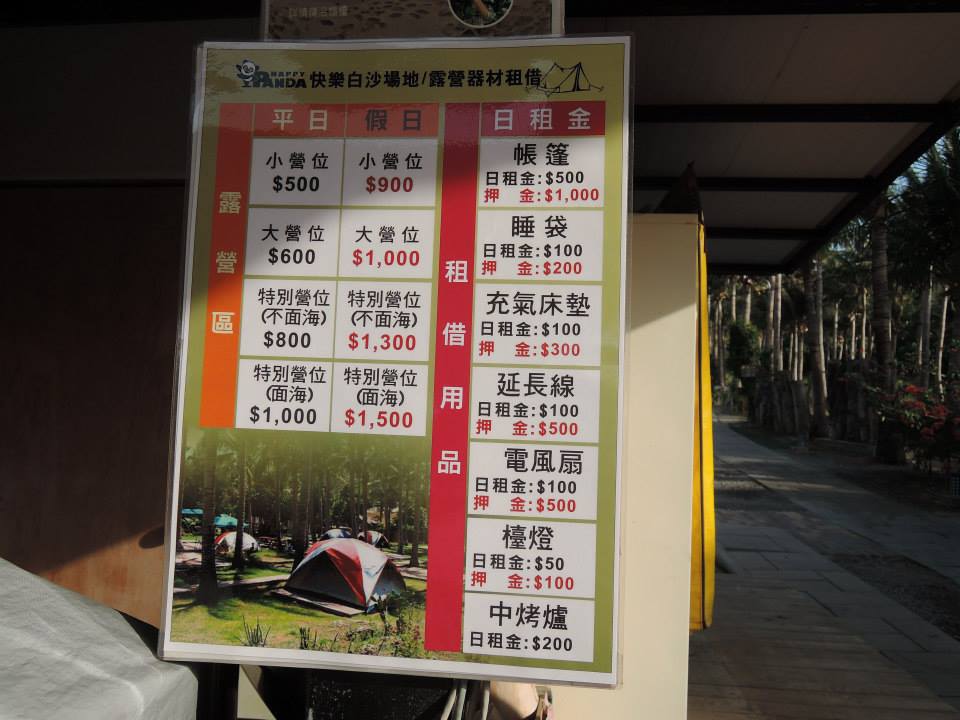 HAPPY
PANDA 快樂白沙場地/露營器材租借
露營區
平日 假日
小營位 小營位
$500 $900
大營位 大營位
$600 $1,000
特別營位 特別營位
(不面海) (不面海)
$800 $1,300
特別營位 特別營位
(面海) (面海)
$1,000 $1,500
租借用品
日租金
帳篷
日租金:$500
押 金:$1,000
睡袋
日租金:$100
押 金:$200
充氣床墊
日租金:$100
押 金:$300
延長線
日租金:$100
押 金:$500
電風扇
日租金:$100
押 金:$500
檯燈
日租金:$50
押 金:$100
中烤爐
日租金:$200